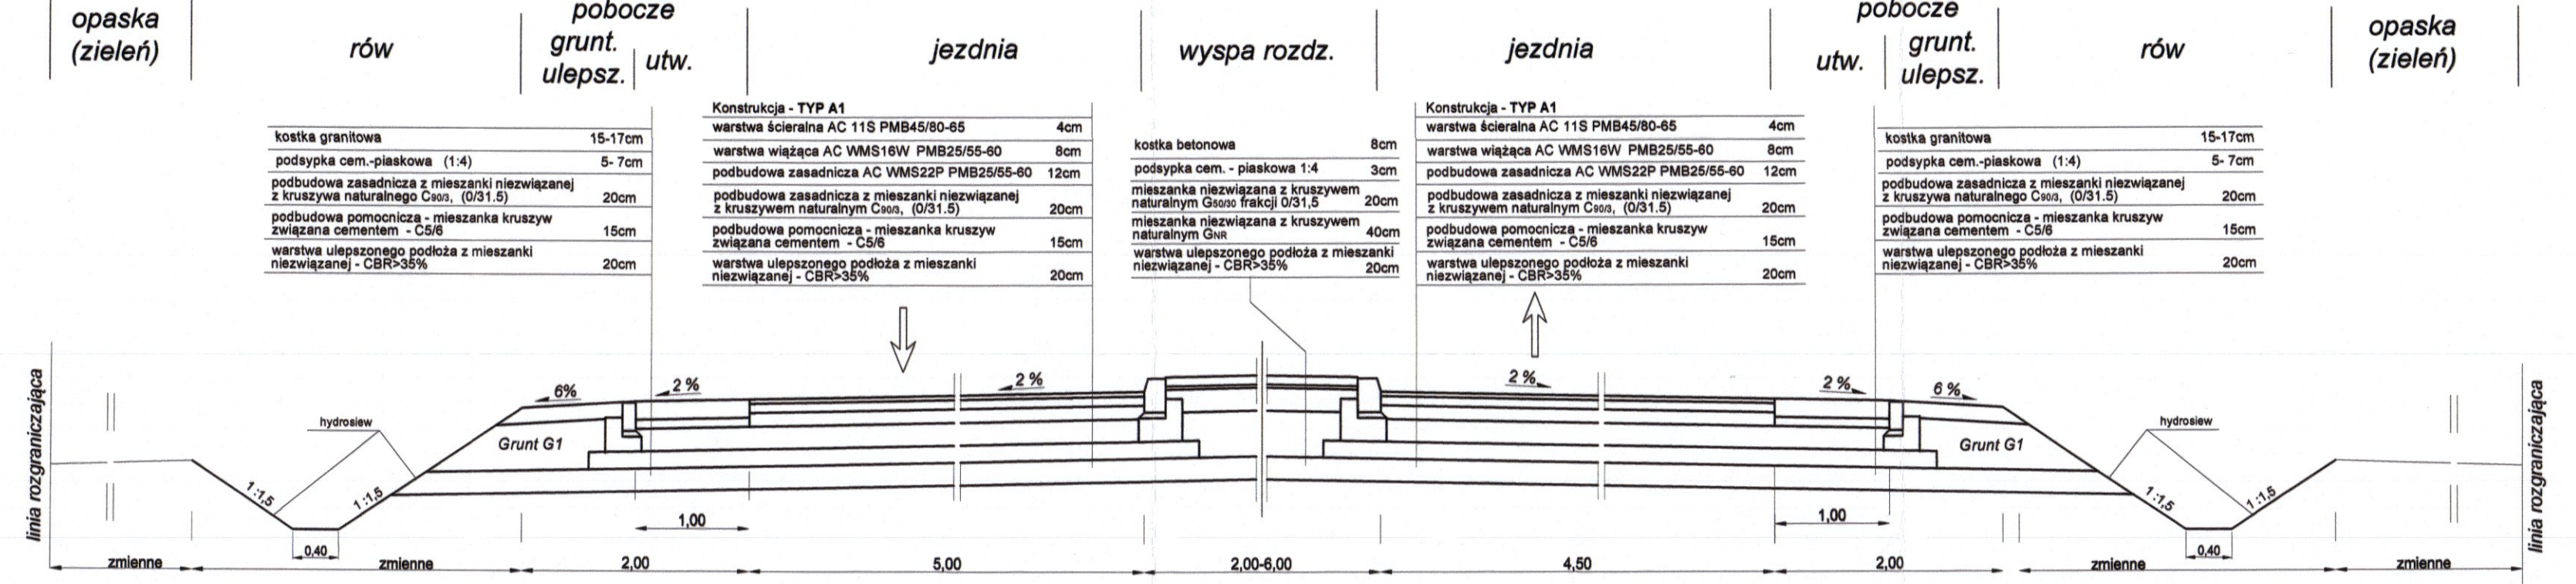 opaska
(zieleń)
rów
pobocze
grunt.
ulepsz.
utw.
jezdnia
wyspa rozdz.
jezdnia
pobocze
utw.
grunt.
ulepsz.
rów
opaska
(zieleń)
kostka granitowa 15-17cm
podsypka cem.-piaskowa (1:4) 5- 7cm
podbudowa zasadnicza z mieszanki niezwiązanej
z kruszywa naturalnego C90/3, (0/31.5) 20cm
podbudowa pomocnicza - mieszanka kruszyw
związana cementem - C5/6 15cm
warstwa ulepszonego podłoża z mieszanki
niezwiązanej - CBR>35% 20cm
Konstrukcja - TYP A1
warstwa ścieralna AC 11S PMB45/80-65 4cm
warstwa wiążąca AC WMS16W PMB25/55-60 8cm
podbudowa zasadnicza AC WMS22P PMB25/55-60 12cm
podbudowa zasadnicza z mieszanki niezwiązanej
z kruszywem naturalnym C90/3, (0/31.5) 20cm
podbudowa pomocnicza - mieszanka kruszyw
związana cementem - C5/6 15cm
warstwa ulepszonego podłoża z mieszanki
niezwiązanej - CBR>35% 20cm
kostka betonowa 8cm
podsypka cem. - piaskowa 1:4 3cm
mieszanka niezwiązana z kruszywem
naturalnym G50/30 frakcji 0/31,5 20cm
mieszanka niezwiązana z kruszywem
naturalnym GNR 40cm
warstwa ulepszonego podłoża z mieszanki
niezwiązanej - CBR>35% 20cm
Konstrukcja - TYP A1
warstwa ścieralna AC 11S PMB45/80-65 4cm
warstwa wiążąca AC WMS16W PMB25/55-60 8cm
podbudowa zasadnicza AC WMS22P PMB25/55-60 12cm
podbudowa zasadnicza z mieszanki niezwiązanej
z kruszywem naturalnym C90/3, (0/31.5) 20cm
podbudowa pomocnicza - mieszanka kruszyw
związana cementem - C5/6 15cm
warstwa ulepszonego podłoża z mieszanki
niezwiązanej - CBR>35% 20cm
kostka granitowa 15-17cm
podsypka cem.-piaskowa (1:4) 5- 7cm
podbudowa zasadnicza z mieszanki niezwiązanej
z kruszywa naturalnego C90/3, (0/31.5) 20cm
podbudowa pomocnicza - mieszanka kruszyw
związana cementem - C5/6 15cm
warstwa ulepszonego podłoża z mieszanki
niezwiązanej - CBR>35% 20cm
linia rozgraniczająca
hydrosiew
1:1,5
1:1,5
6%
2 %
2 %
2 %
2 %
6 %
Grunt G1
Grunt G1
hydrosiew
1:1,5
1:1,5
linia rozgraniczająca
1,00
1,00
0,40
0,40
zmienne
zmienne
2,00
5,00
2,00-6,00
4,50
2,00
zmienne
zmienne